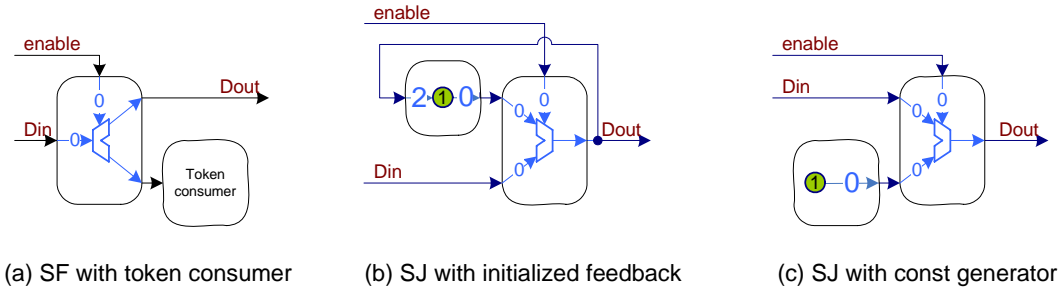 enable
Dout
Din
0
0
Token
consumer
(a) SF with token consumer
enable
2 1 0
0
0
0
Dout
Din
(b) SJ with initialized feedback
enable
Din
0
0
Dout
1 0
0
(c) SJ with const generator